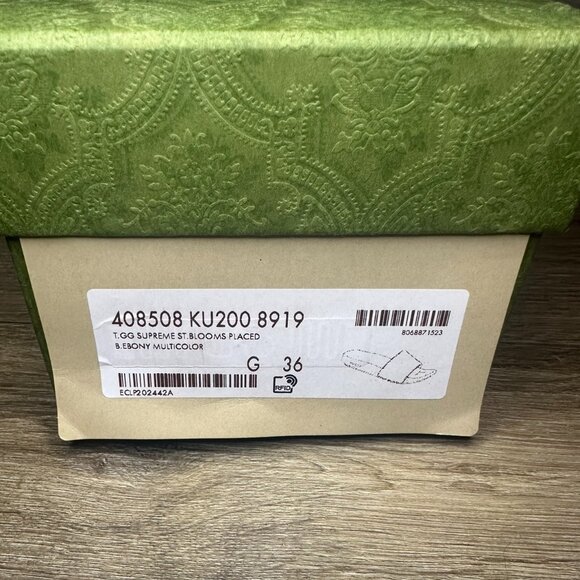 408508 KU200 8919
T.GG SUPREME ST.BLOOMS PLACED
B.EBONY MULTICOLOR
8068871523
G 36
RFID
ECLP202442A